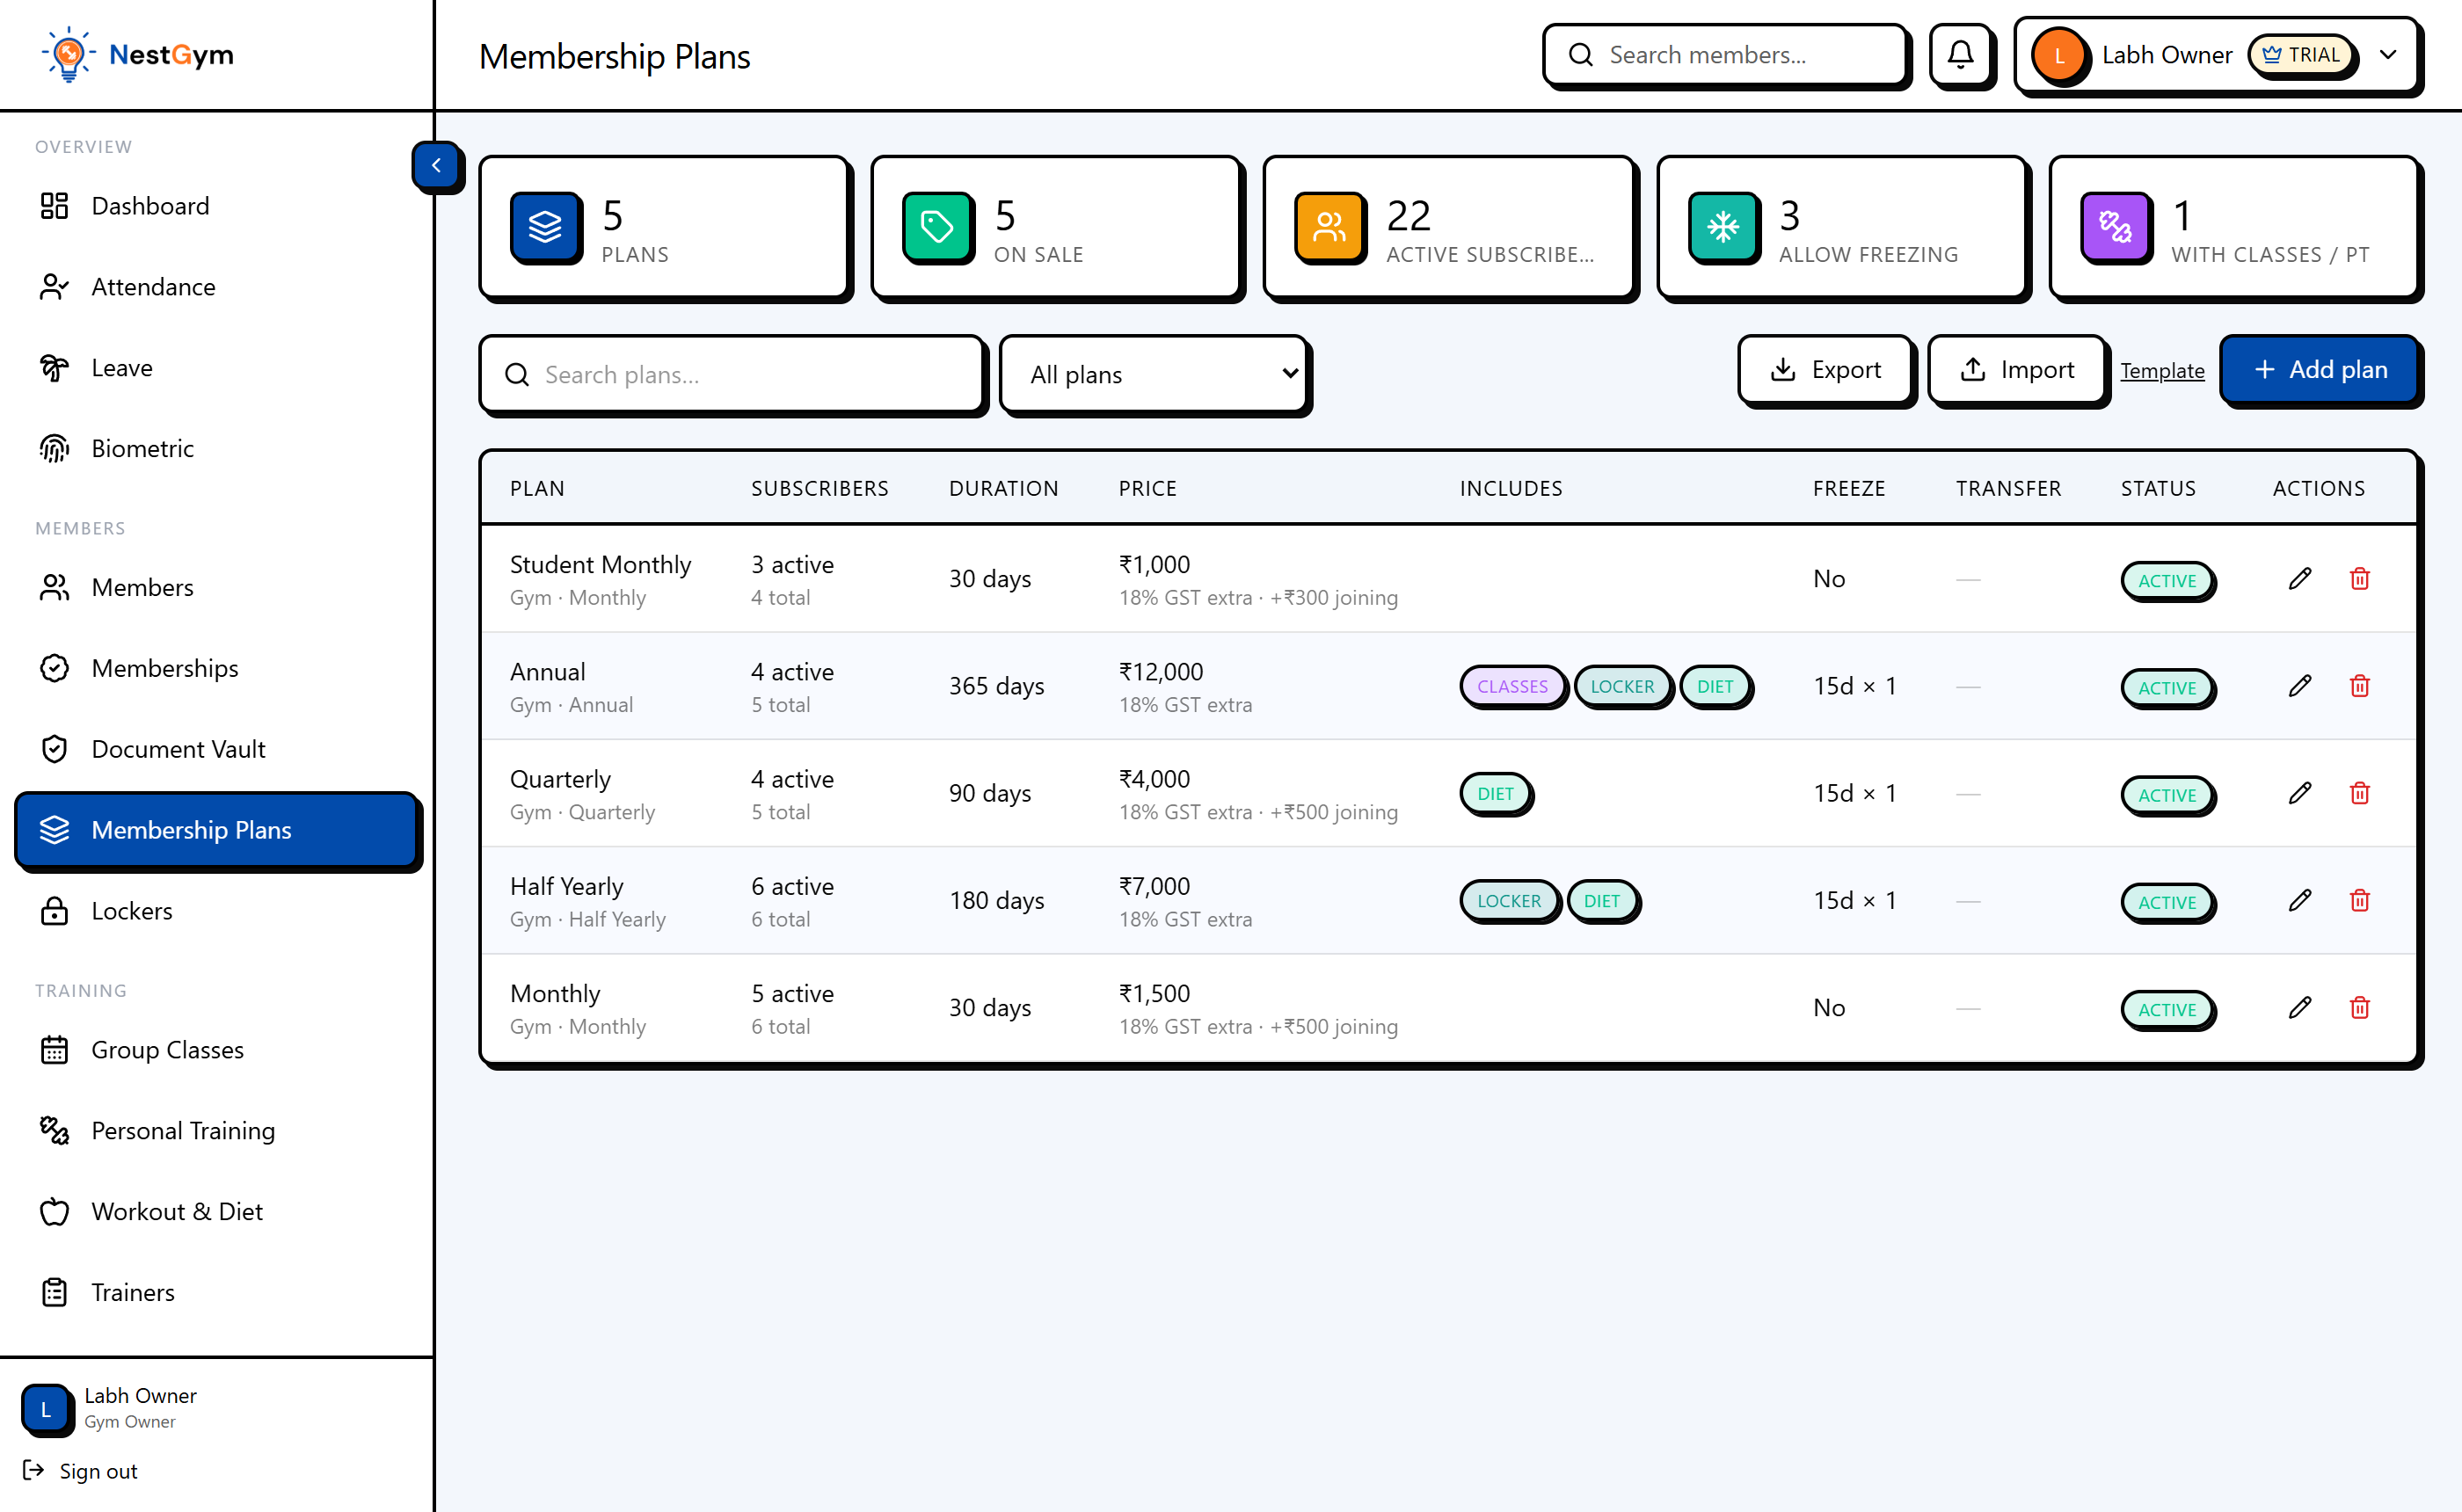 NestGym
Membership Plans
Search members...
L
Labh Owner
TRIAL
OVERVIEW
Dashboard
Attendance
Leave
Biometric
MEMBERS
Members
Memberships
Document Vault
Membership Plans
Lockers
TRAINING
Group Classes
Personal Training
Workout & Diet
Trainers
L
Labh Owner
Gym Owner
Sign out
5
PLANS
5
ON SALE
22
ACTIVE SUBSCRIBE...
3
ALLOW FREEZING
1
WITH CLASSES / PT
Search plans...
All plans
Export
Import
Template
Add plan
PLAN SUBSCRIBERS DURATION PRICE INCLUDES FREEZE TRANSFER STATUS ACTIONS
Student Monthly 3 active 30 days ₹1,000 No — ACTIVE
Gym · Monthly 4 total 18% GST extra · +₹300 joining
Annual 4 active 365 days ₹12,000 CLASSES LOCKER DIET 15d × 1 — ACTIVE
Gym · Annual 5 total 18% GST extra
Quarterly 4 active 90 days ₹4,000 DIET 15d × 1 — ACTIVE
Gym · Quarterly 5 total 18% GST extra · +₹500 joining
Half Yearly 6 active 180 days ₹7,000 LOCKER DIET 15d × 1 — ACTIVE
Gym · Half Yearly 6 total 18% GST extra
Monthly 5 active 30 days ₹1,500 No — ACTIVE
Gym · Monthly 6 total 18% GST extra · +₹500 joining